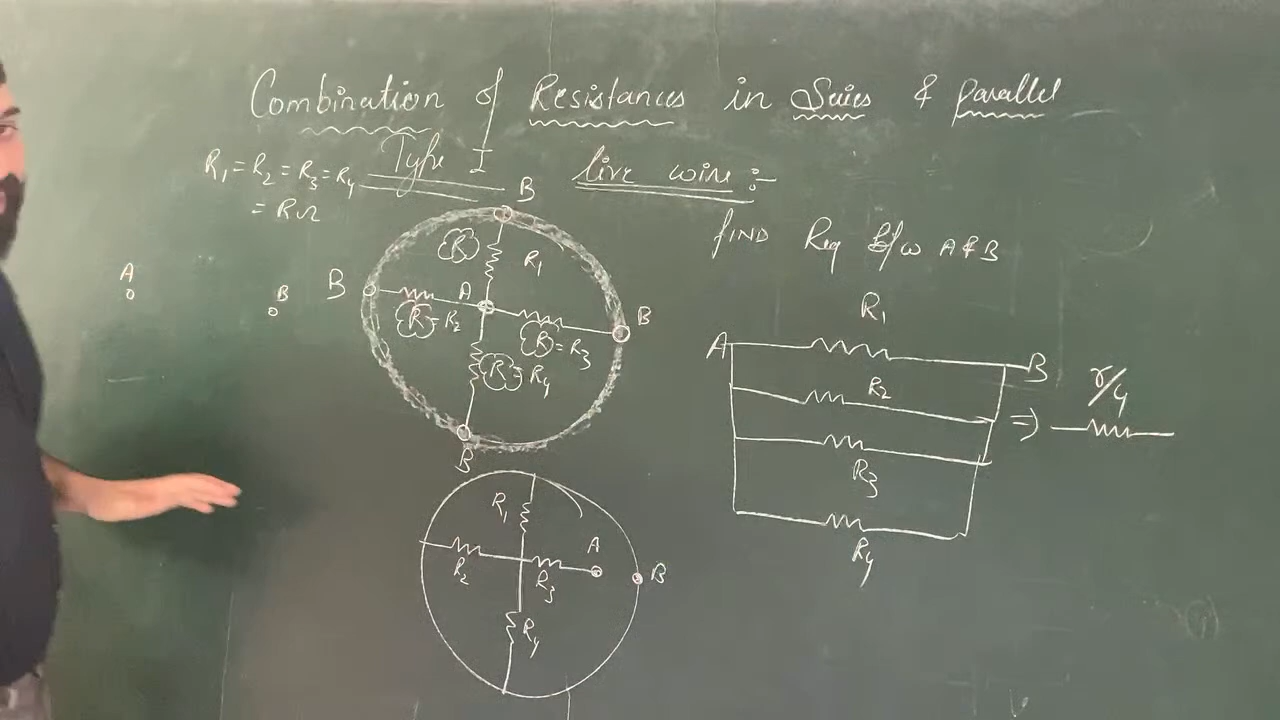 Combination of Resistances in Series & parallel
Type I live wire :-
R₁ = R₂ = R₃ = R₄
= RΩ
FIND Req b/w A & B
A
B
B
R
R₁
B
A
R = R₂
R = R₃
B
R = R₄
B
R₁
A
B
R₂
R₃
R₄
⇒ r/4
R₁
R₂
R₃
A
B
R₄